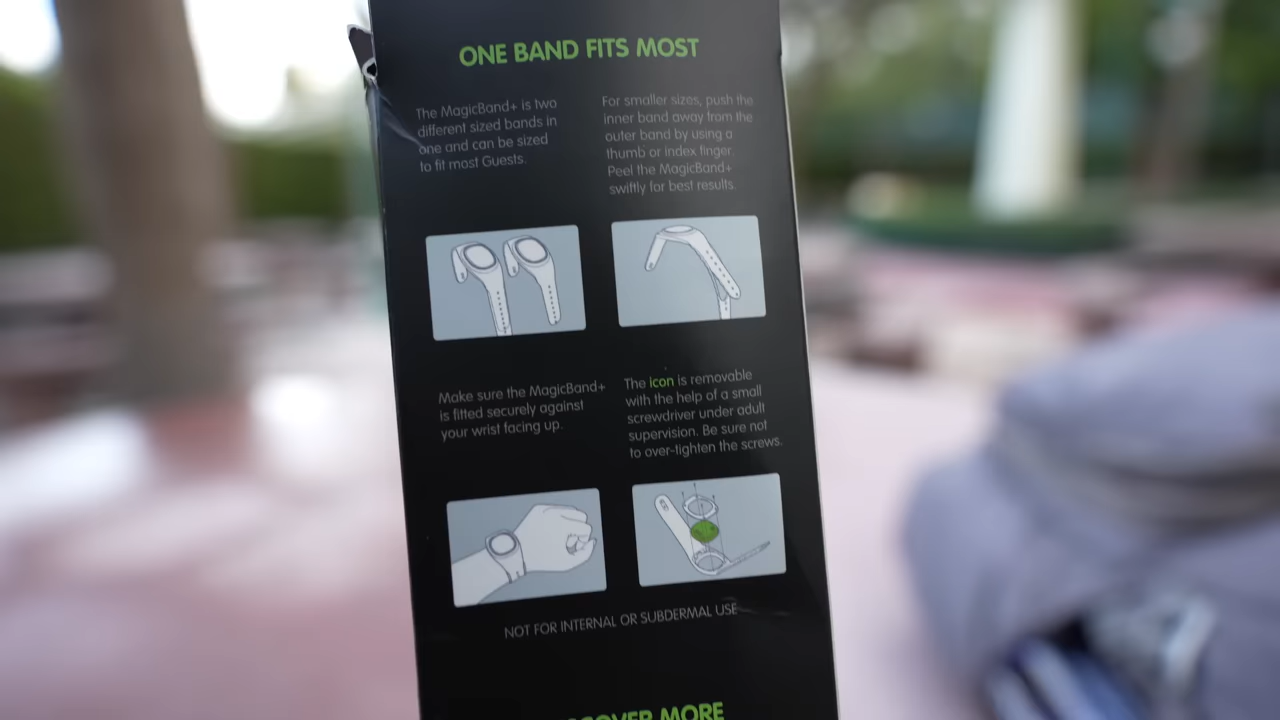 ONE BAND FITS MOST
The MagicBand+ is two
different sized bands in
one and can be sized
to fit most Guests.
For smaller sizes, push the
inner band away from the
outer band by using a
thumb or index finger.
Peel the MagicBand+
swiftly for best results.
Make sure the MagicBand+
is fitted securely against
your wrist facing up.
The icon is removable
with the help of a small
screwdriver under adult
supervision. Be sure not
to over-tighten the screws.
NOT FOR INTERNAL OR SUBDERMAL USE
MORE